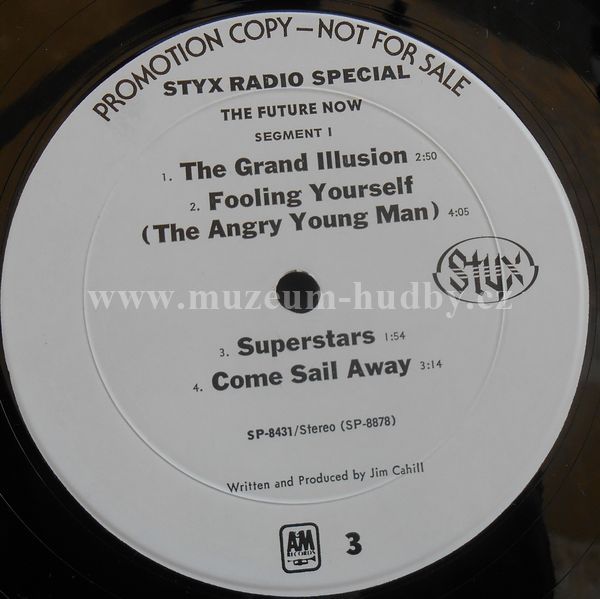 PROMOTION COPY—NOT FOR SALE
STYX RADIO SPECIAL
THE FUTURE NOW
SEGMENT I
1. The Grand Illusion 2:50
2. Fooling Yourself
(The Angry Young Man) 4:05
Styx
www.muzeum-hudby.cz
3. Superstars 1:54
4. Come Sail Away 3:14
SP-8431/Stereo (SP-8878)
Written and Produced by Jim Cahill
A&M
RECORDS
3